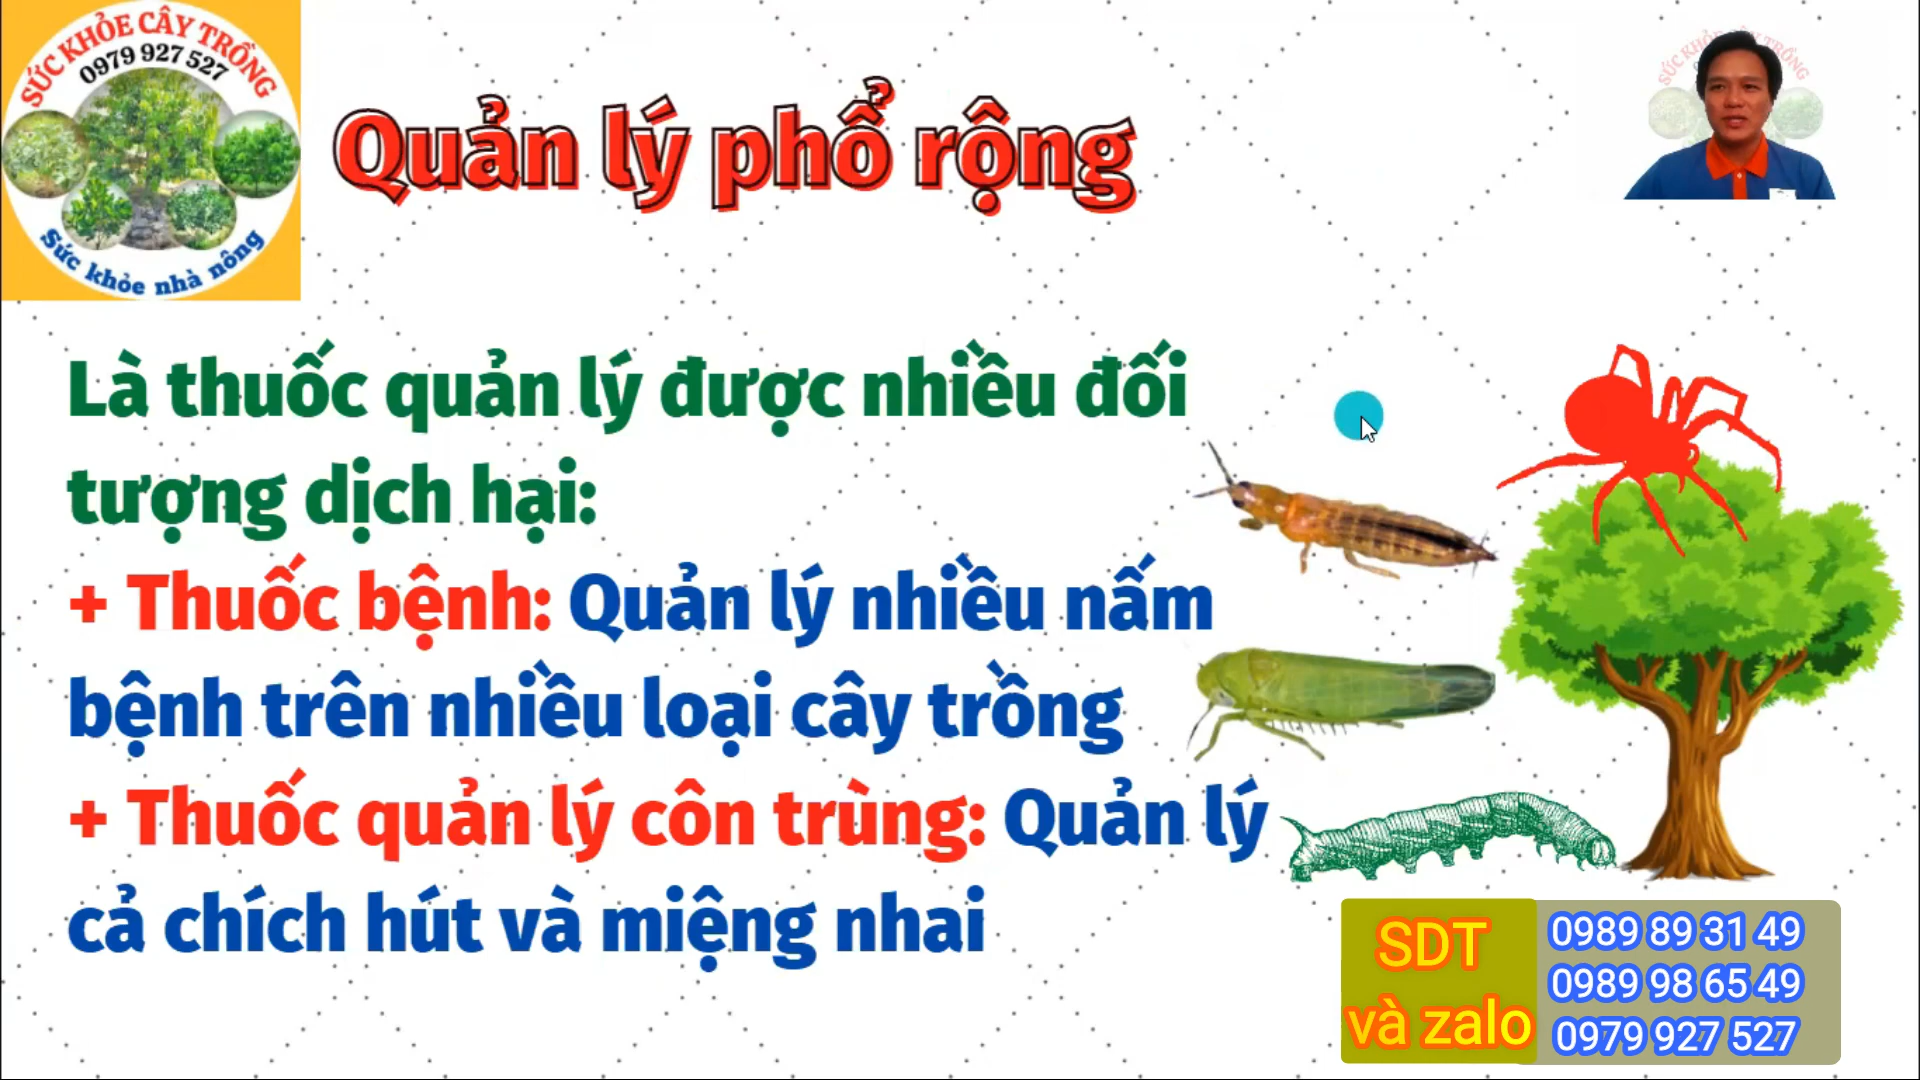 SỨC KHỎE CÂY TRỒNG
0979 927 527
Sức khỏe nhà nông
Quản lý phổ rộng
Là thuốc quản lý được nhiều đối
tượng dịch hại:
+ Thuốc bệnh: Quản lý nhiều nấm
bệnh trên nhiều loại cây trồng
+ Thuốc quản lý côn trùng: Quản lý
cả chích hút và miệng nhai
SDT
và zalo
0989 89 31 49
0989 98 65 49
0979 927 527